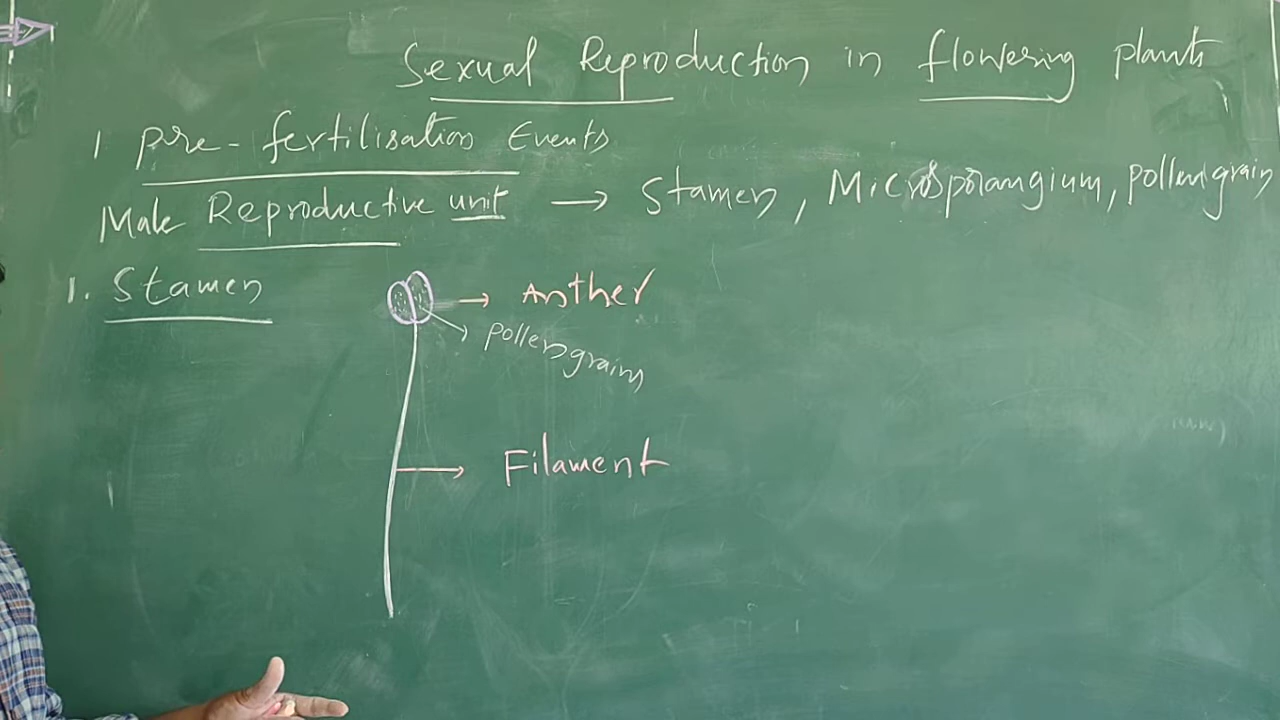 Sexual Reproduction in flowering plants
1 pre-fertilisation Events
Male Reproductive unit → Stamen, Microsporangium, pollengrain
1. Stamen
→ Anther
→ pollengrains
→ Filament